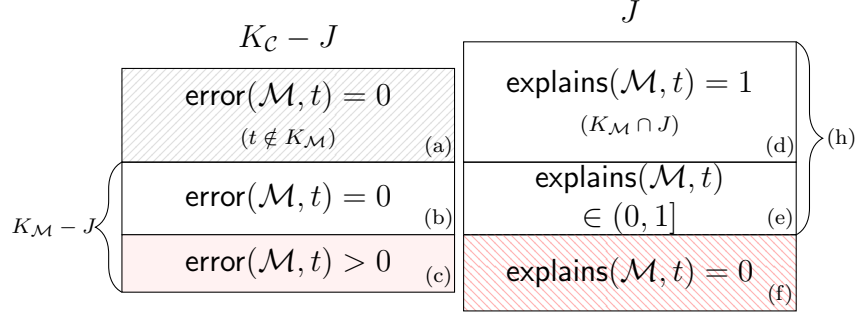 K_C − J
J
error(M, t) = 0
(t ∉ K_M)
(a)
explains(M, t) = 1
(K_M ∩ J)
(d)
(h)
K_M − J
error(M, t) = 0
(b)
explains(M, t)
∈ (0, 1]
(e)
error(M, t) > 0
(c)
explains(M, t) = 0
(f)